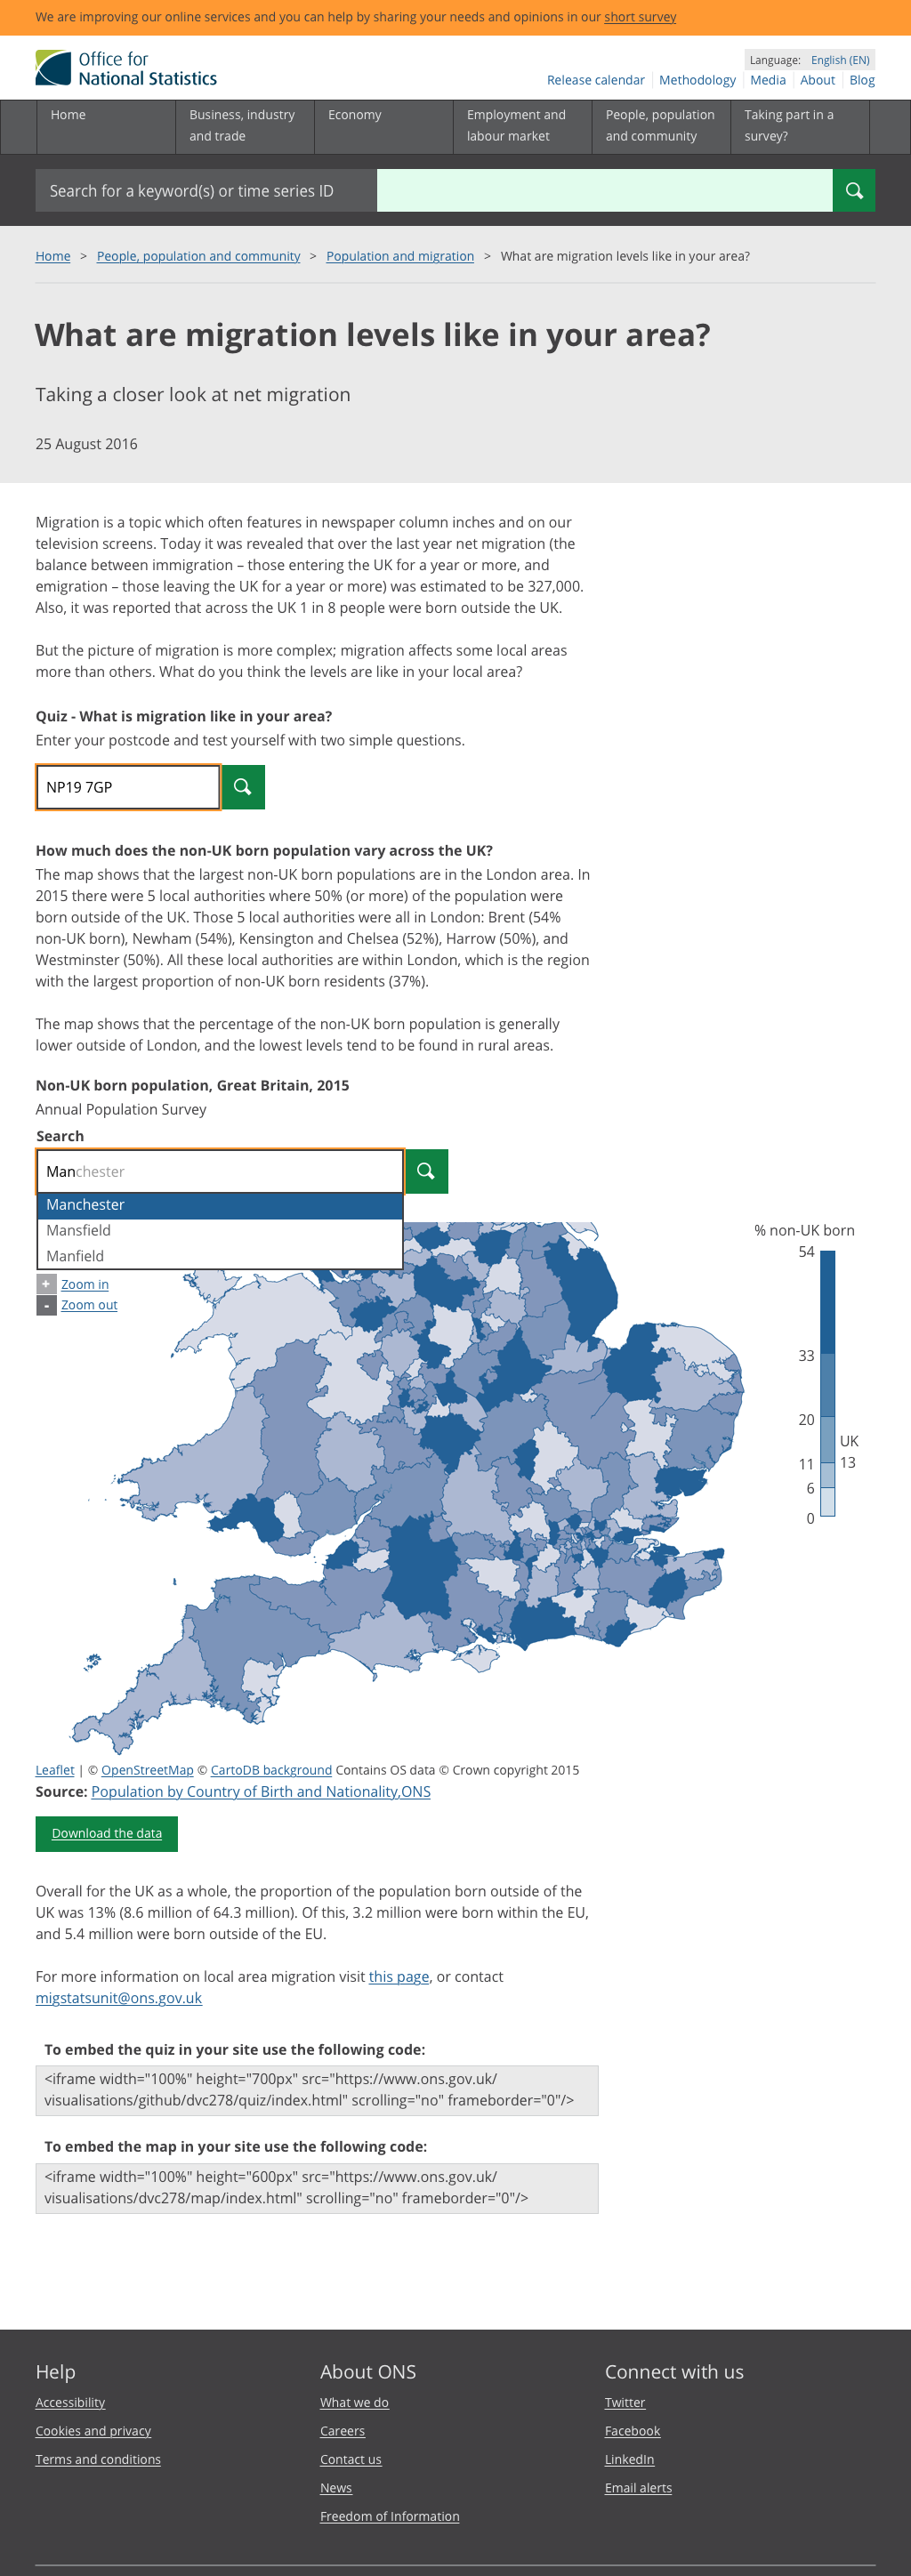 We are improving our online services and you can help by sharing your needs and opinions in our short survey
Office for
National Statistics
Language: English (EN)
Release calendar
Methodology
Media
About
Blog
Home
Business, industry
and trade
Economy
Employment and
labour market
People, population
and community
Taking part in a
survey?
Search for a keyword(s) or time series ID
Home > People, population and community > Population and migration > What are migration levels like in your area?
What are migration levels like in your area?
Taking a closer look at net migration
25 August 2016
Migration is a topic which often features in newspaper column inches and on our
television screens. Today it was revealed that over the last year net migration (the
balance between immigration – those entering the UK for a year or more, and
emigration – those leaving the UK for a year or more) was estimated to be 327,000.
Also, it was reported that across the UK 1 in 8 people were born outside the UK.
But the picture of migration is more complex; migration affects some local areas
more than others. What do you think the levels are like in your local area?
Quiz - What is migration like in your area?
Enter your postcode and test yourself with two simple questions.
NP19 7GP
How much does the non-UK born population vary across the UK?
The map shows that the largest non-UK born populations are in the London area. In
2015 there were 5 local authorities where 50% (or more) of the population were
born outside of the UK. Those 5 local authorities were all in London: Brent (54%
non-UK born), Newham (54%), Kensington and Chelsea (52%), Harrow (50%), and
Westminster (50%). All these local authorities are within London, which is the region
with the largest proportion of non-UK born residents (37%).
The map shows that the percentage of the non-UK born population is generally
lower outside of London, and the lowest levels tend to be found in rural areas.
Non-UK born population, Great Britain, 2015
Annual Population Survey
Search
Manchester
Manchester
Mansfield
Manfield
+ Zoom in
- Zoom out
% non-UK born
54
33
20
UK
13
11
6
0
Leaflet | © OpenStreetMap © CartoDB background Contains OS data © Crown copyright 2015
Source: Population by Country of Birth and Nationality,ONS
Download the data
Overall for the UK as a whole, the proportion of the population born outside of the
UK was 13% (8.6 million of 64.3 million). Of this, 3.2 million were born within the EU,
and 5.4 million were born outside of the EU.
For more information on local area migration visit this page, or contact
migstatsunit@ons.gov.uk
To embed the quiz in your site use the following code:
<iframe width="100%" height="700px" src="https://www.ons.gov.uk/
visualisations/github/dvc278/quiz/index.html" scrolling="no" frameborder="0"/>
To embed the map in your site use the following code:
<iframe width="100%" height="600px" src="https://www.ons.gov.uk/
visualisations/dvc278/map/index.html" scrolling="no" frameborder="0"/>
Help
Accessibility
Cookies and privacy
Terms and conditions
About ONS
What we do
Careers
Contact us
News
Freedom of Information
Connect with us
Twitter
Facebook
LinkedIn
Email alerts